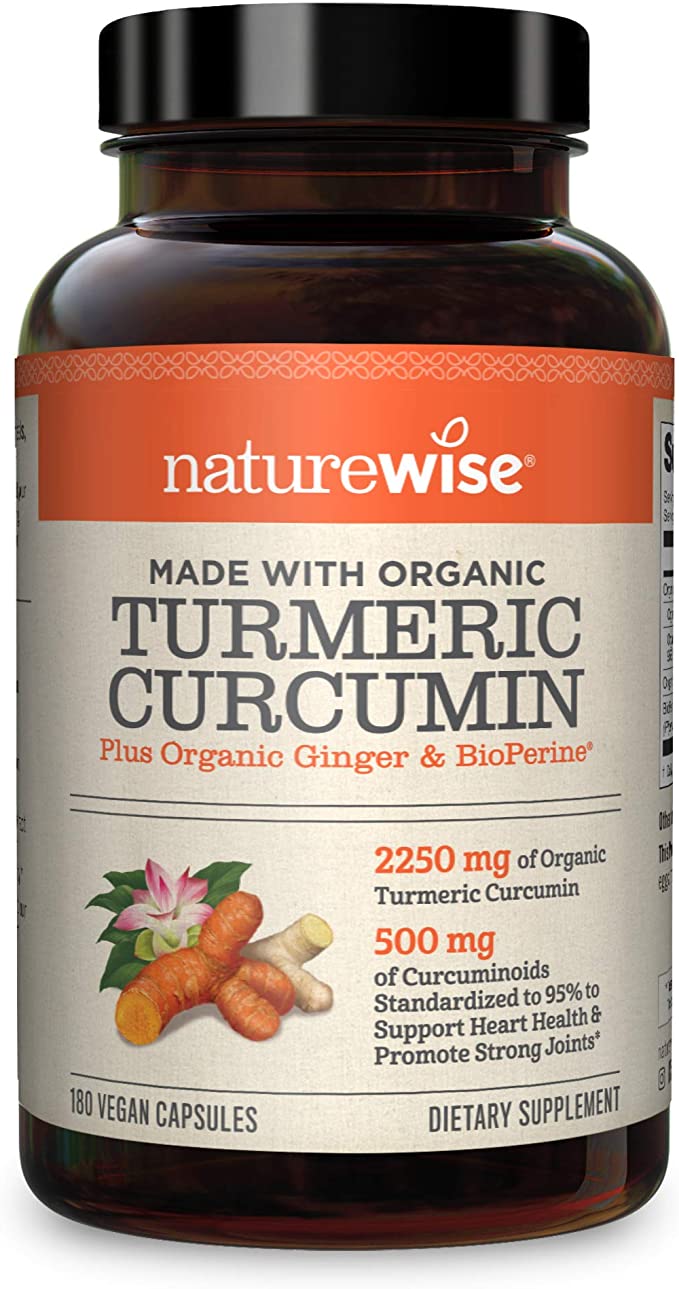 naturewise®
MADE WITH ORGANIC
TURMERIC
CURCUMIN
Plus Organic Ginger & BioPerine®
2250 mg of Organic
Turmeric Curcumin
500 mg
of Curcuminoids
Standardized to 95% to
Support Heart Health &
Promote Strong Joints*
180 VEGAN CAPSULES
DIETARY SUPPLEMENT